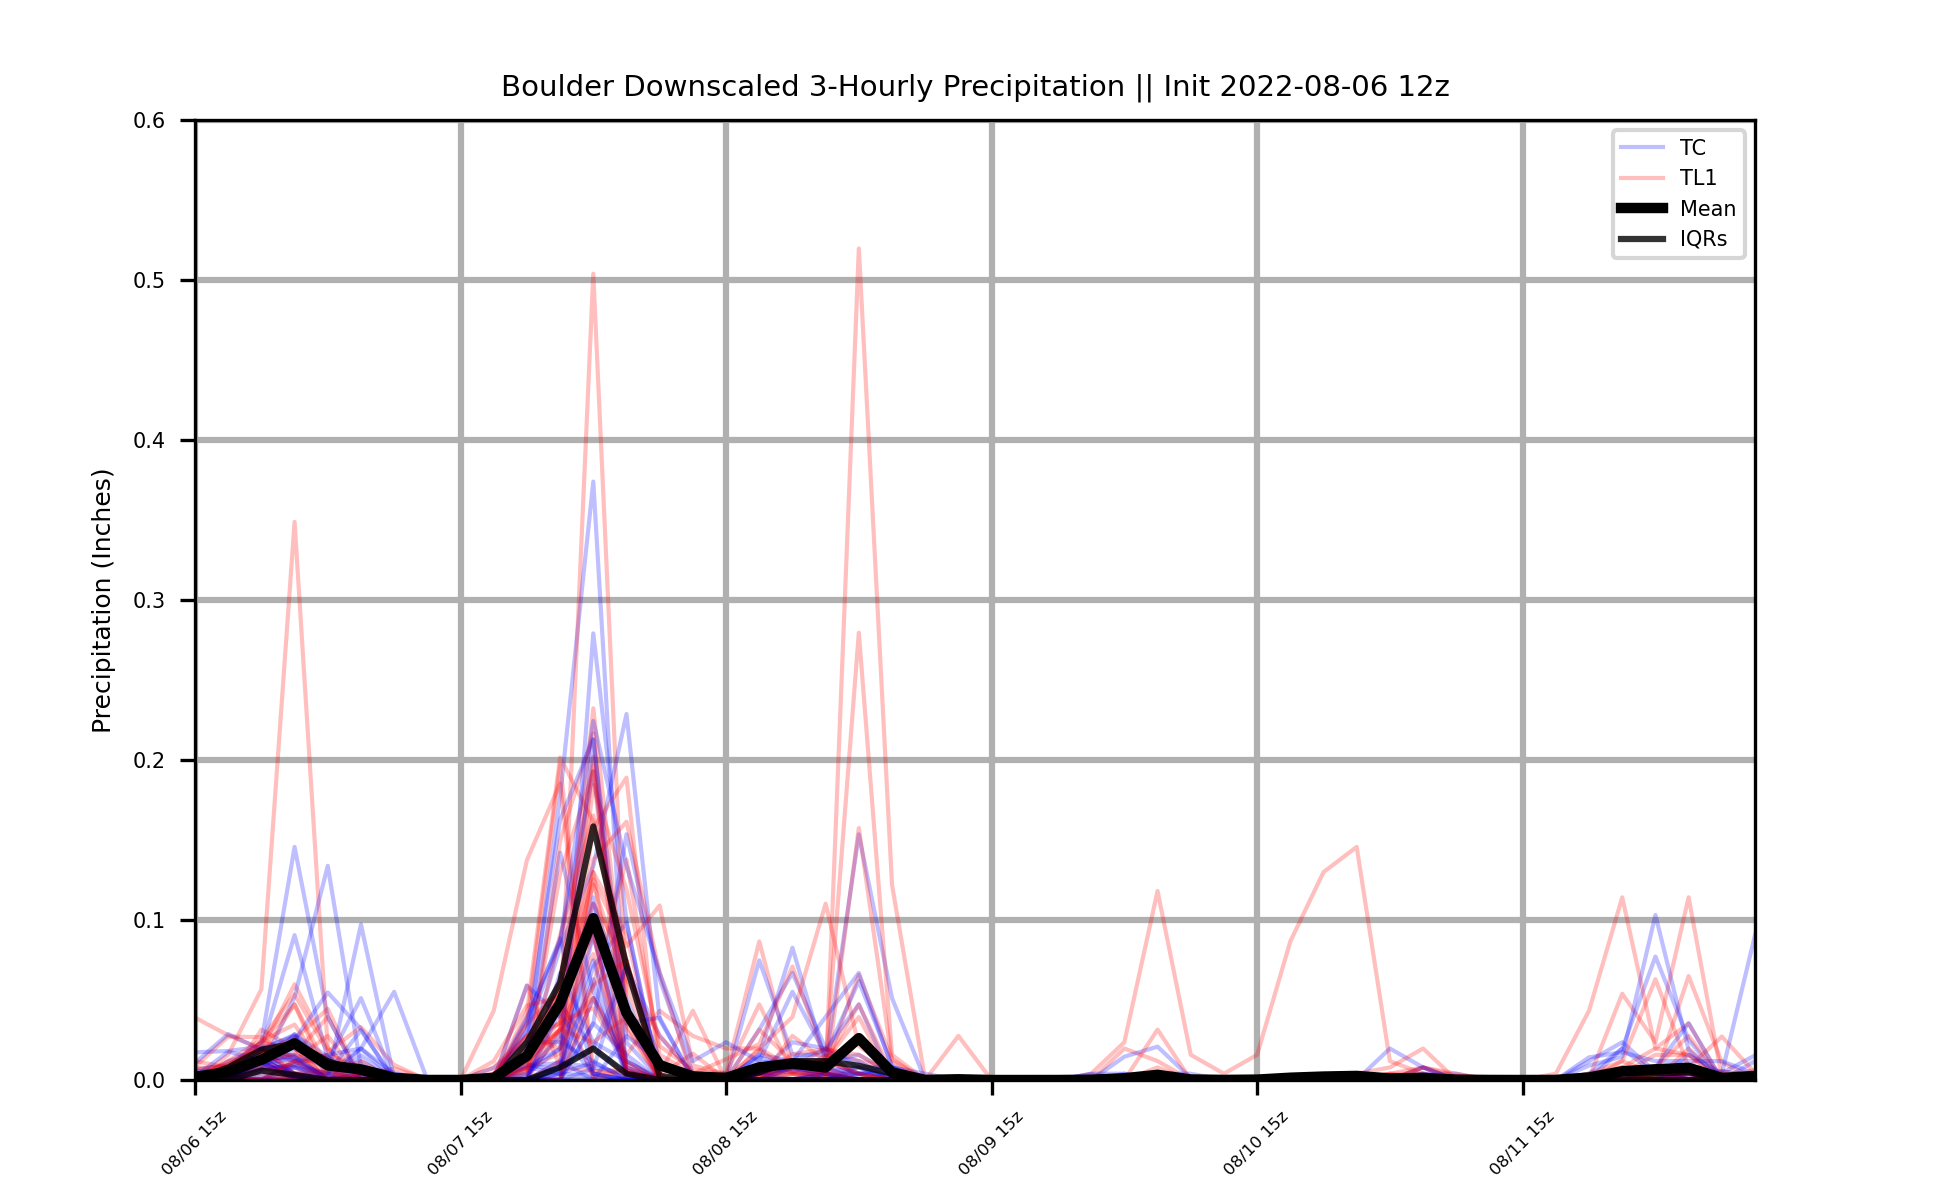 Boulder Downscaled 3-Hourly Precipitation || Init 2022-08-06 12z
0.6
0.5
0.4
0.3
0.2
0.1
0.0
Precipitation (Inches)
TC
TL1
Mean
IQRs
08/06 15z
08/07 15z
08/08 15z
08/09 15z
08/10 15z
08/11 15z